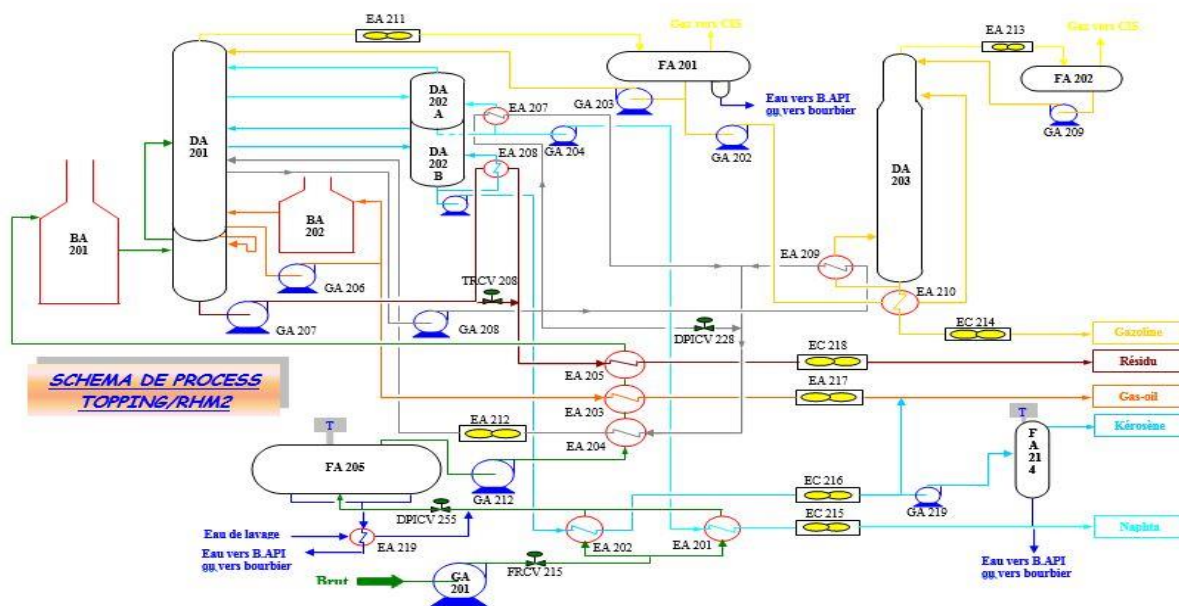 EA 211
Gaz vers CIS
EA 213
Gaz vers CIS
FA 201
FA 202
DA
202
A
EA 207
GA 203
Eau vers B.API
ou vers bourbier
GA 209
DA
201
GA 204
GA 202
DA
202
B
EA 208
DA
203
BA
201
BA
202
EA 209
TRCV 208
GA 206
EA 210
GA 207
GA 208
DPICV 228
EC 214
Gazoline
EC 218
Résidu
SCHEMA DE PROCESS
TOPPING/RHM2
EA 205
EA 217
Gas-oil
EA 203
EA 212
T
EA 204
T
Kérosène
F
A
21
4
FA 205
GA 212
EC 216
GA 219
DPICV 255
EC 215
Naphta
Eau de lavage
EA 219
EA 202
EA 201
Eau vers B.API
ou vers bourbier
FRCV 215
Eau vers B.API
ou vers bourbier
Brut
GA
201